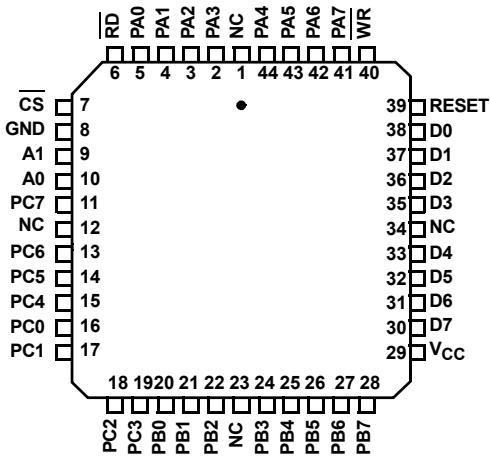 RD PA0 PA1 PA2 PA3 NC PA4 PA5 PA6 PA7 WR
6 5 4 3 2 1 44 43 42 41 40
CS 7 39 RESET
GND 8 38 D0
A1 9 37 D1
A0 10 36 D2
PC7 11 35 D3
NC 12 34 NC
PC6 13 33 D4
PC5 14 32 D5
PC4 15 31 D6
PC0 16 30 D7
PC1 17 29 VCC
18 19 20 21 22 23 24 25 26 27 28
PC2 PC3 PB0 PB1 PB2 NC PB3 PB4 PB5 PB6 PB7